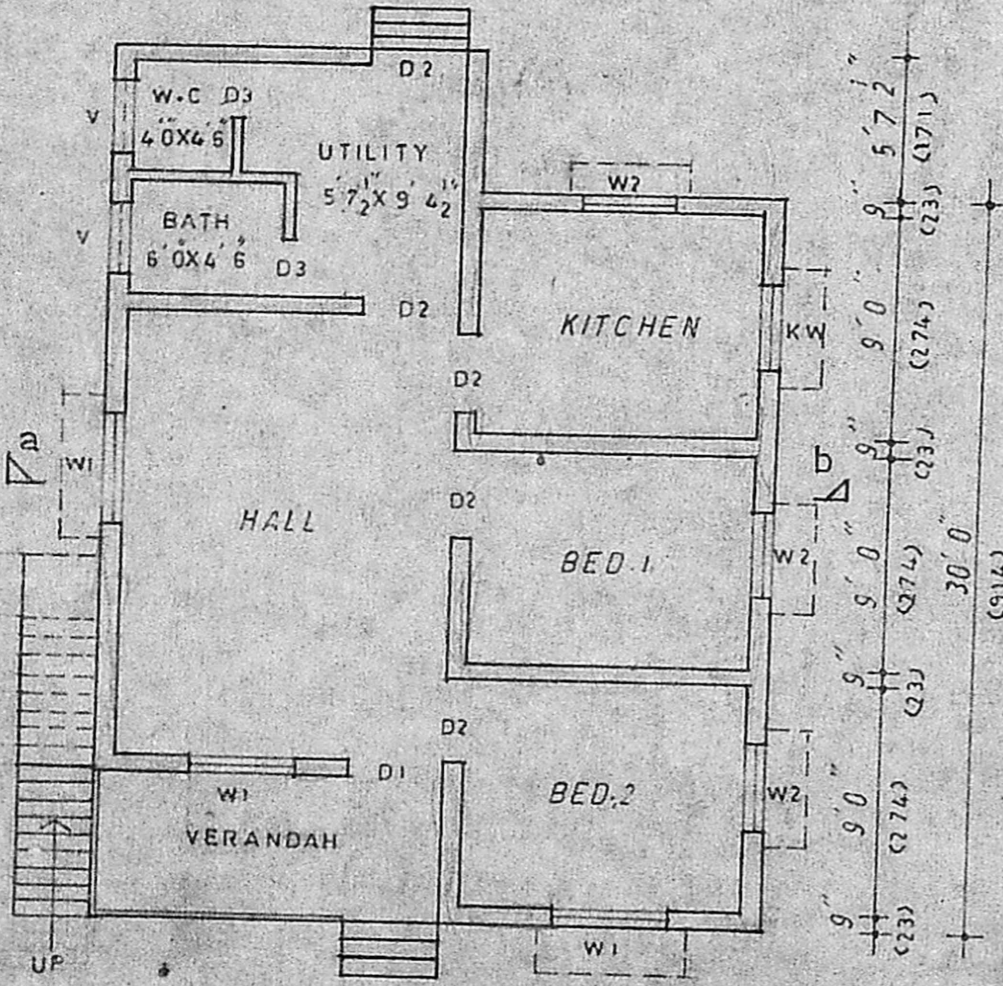 D2
W.C D3
V
4'0"X4'6"
UTILITY
5'7½"X9'4½"
BATH
V
6'0"X4'6"
D3
D2
W2
KITCHEN
KW
D2
a
W1
HALL
D2
b
BED.1
W2
D2
D1
W1
VERANDAH
BED.2
W2
W1
UP
5'7½"
(171)
9"
(23)
9'0"
(274)
9"
(23)
9'0"
(274)
30'0"
(914)
9"
(23)
9'0"
(274)
9"
(23)